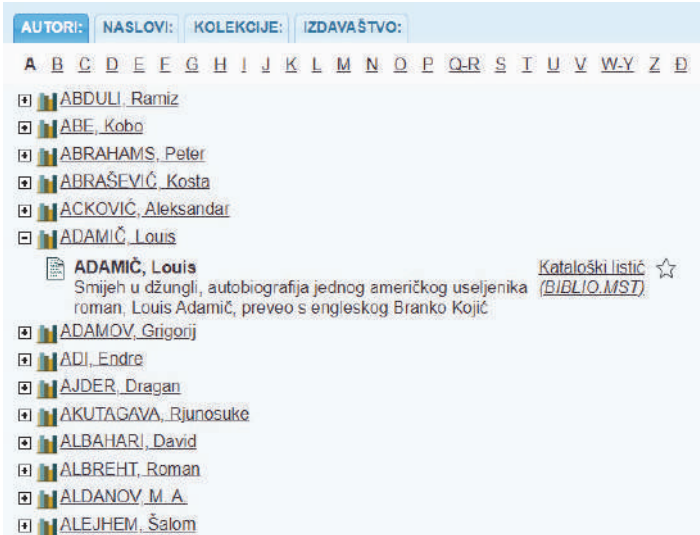 AUTORI: NASLOVI: KOLEKCIJE: IZDAVAŠTVO:
A B C D E F G H I J K L M N O P Q-R S T U V W-Y Z Đ
ABDULI, Ramiz
ABE, Kobo
ABRAHAMS, Peter
ABRAŠEVIĆ, Kosta
ACKOVIĆ, Aleksandar
ADAMIČ, Louis
ADAMIČ, Louis Kataloški listić
Smijeh u džungli, autobiografija jednog američkog useljenika (BIBLIO.MST)
roman, Louis Adamič, preveo s engleskog Branko Kojić
ADAMOV, Grigorij
ADI, Endre
AJDER, Dragan
AKUTAGAVA, Rjunosuke
ALBAHARI, David
ALBREHT, Roman
ALDANOV, M. A.
ALEJHEM, Šalom